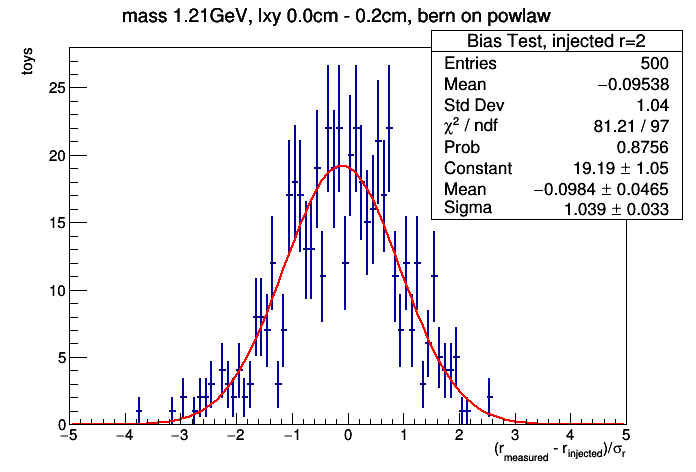 mass 1.21GeV, lxy 0.0cm - 0.2cm, bern on powlaw
toys
Bias Test, injected r=2
Entries 500
Mean −0.09538
Std Dev 1.04
χ² / ndf 81.21 / 97
Prob 0.8756
Constant 19.19 ± 1.05
Mean −0.0984 ± 0.0465
Sigma 1.039 ± 0.033
25
20
15
10
5
0
−5 −4 −3 −2 −1 0 1 2 3 4 5
(r_measured - r_injected)/σ_r